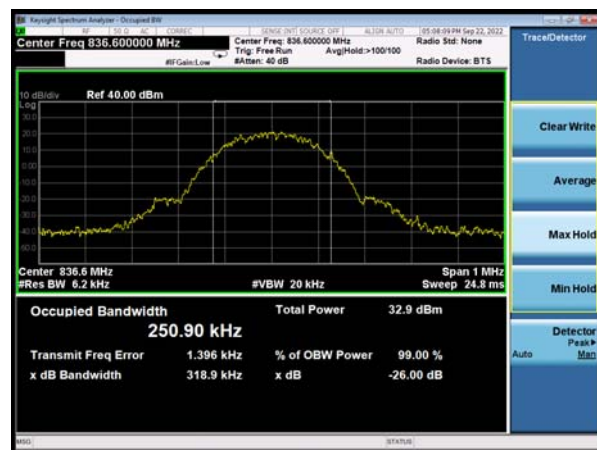 Keysight Spectrum Analyzer - Occupied BW
RF 50 Ω AC CORREC SENSE:INT SOURCE OFF ALIGN AUTO 05:08:09 PM Sep 22, 2022
Center Freq 836.600000 MHz
Center Freq: 836.600000 MHz
Radio Std: None
Trig: Free Run Avg|Hold:>100/100
#IFGain:Low #Atten: 40 dB Radio Device: BTS
Trace/Detector
10 dB/div Ref 40.00 dBm
Log
30.0
20.0
10.0
0.00
10.0
20.0
30.0
40.0
50.0
Center 836.6 MHz Span 1 MHz
#Res BW 6.2 kHz #VBW 20 kHz Sweep 24.8 ms
Occupied Bandwidth Total Power 32.9 dBm
250.90 kHz
Transmit Freq Error 1.396 kHz % of OBW Power 99.00 %
x dB Bandwidth 318.9 kHz x dB -26.00 dB
Clear Write
Average
Max Hold
Min Hold
Detector
Peak▶
Auto Man
MSG STATUS